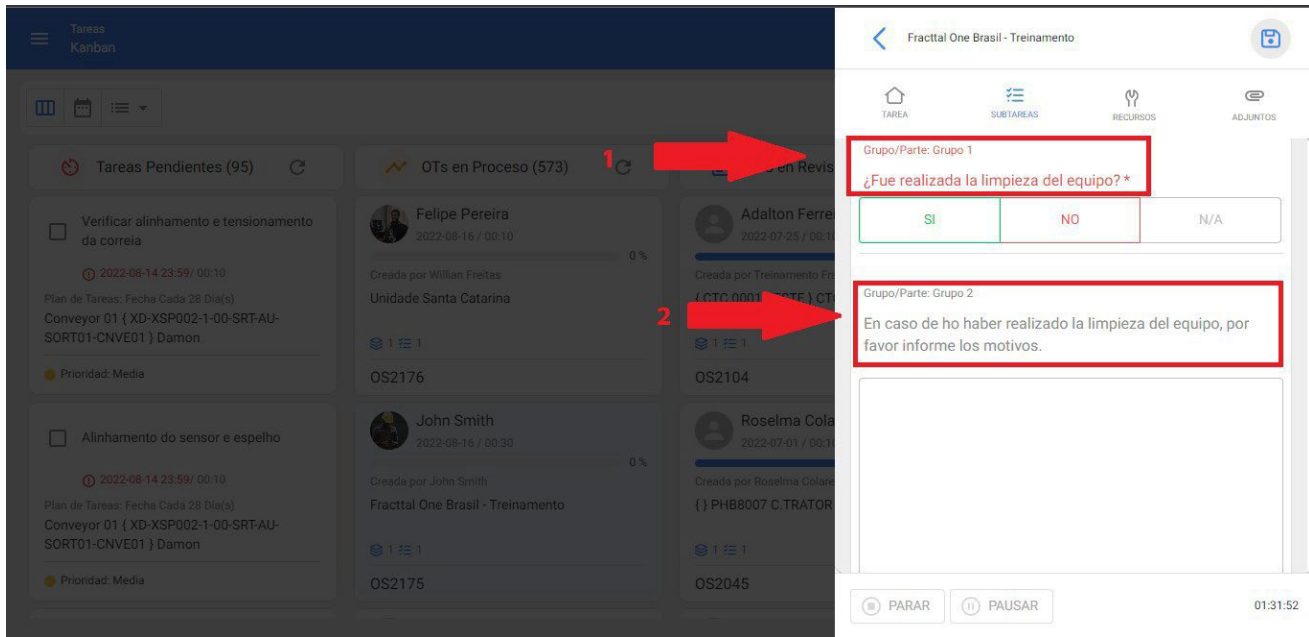 Tareas
Kanban
Tareas Pendientes (95)
Verificar alinhamento e tensionamento
da correia
2022-08-14 23:59/ 00:10
Plan de Tareas: Fecha Cada 28 Dia(s)
Conveyor 01 { XD-XSP002-1-00-SRT-AU-
SORT01-CNVE01 } Damon
Prioridad: Media
Alinhamento do sensor e espelho
2022-08-14 23:59/ 00:10
Plan de Tareas: Fecha Cada 28 Dia(s)
Conveyor 01 { XD-XSP002-1-00-SRT-AU-
SORT01-CNVE01 } Damon
Prioridad: Media
OTs en Proceso (573)
Felipe Pereira
2022-08-16 / 00:10
0 %
Creada por Willian Freitas
Unidade Santa Catarina
1 1
OS2176
John Smith
2022-08-16 / 00:30
0 %
Creada por John Smith
Fracttal One Brasil - Treinamento
1 1
OS2175
en Revis
Adalton Ferre
2022-07-25 / 00:10
Creada por Treinamento Fra
{ CTC 0001
1 1
OS2104
Roselma Cola
2022-07-01 / 00:1
Creada por Roselma Colare
{ } PHB8007 C.TRATOR
1 1
OS2045
1
2
Fracttal One Brasil - Treinamento
TAREA
SUBTAREAS
RECURSOS
ADJUNTOS
Grupo/Parte: Grupo 1
¿Fue realizada la limpieza del equipo? *
SI NO N/A
Grupo/Parte: Grupo 2
En caso de ho haber realizado la limpieza del equipo, por
favor informe los motivos.
PARAR PAUSAR 01:31:52